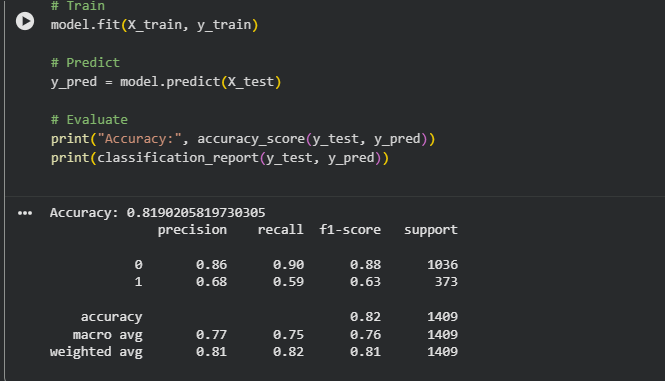 # Train
model.fit(X_train, y_train)
# Predict
y_pred = model.predict(X_test)
# Evaluate
print("Accuracy:", accuracy_score(y_test, y_pred))
print(classification_report(y_test, y_pred))
Accuracy: 0.8190205819730305
precision recall f1-score support
0 0.86 0.90 0.88 1036
1 0.68 0.59 0.63 373
accuracy 0.82 1409
macro avg 0.77 0.75 0.76 1409
weighted avg 0.81 0.82 0.81 1409